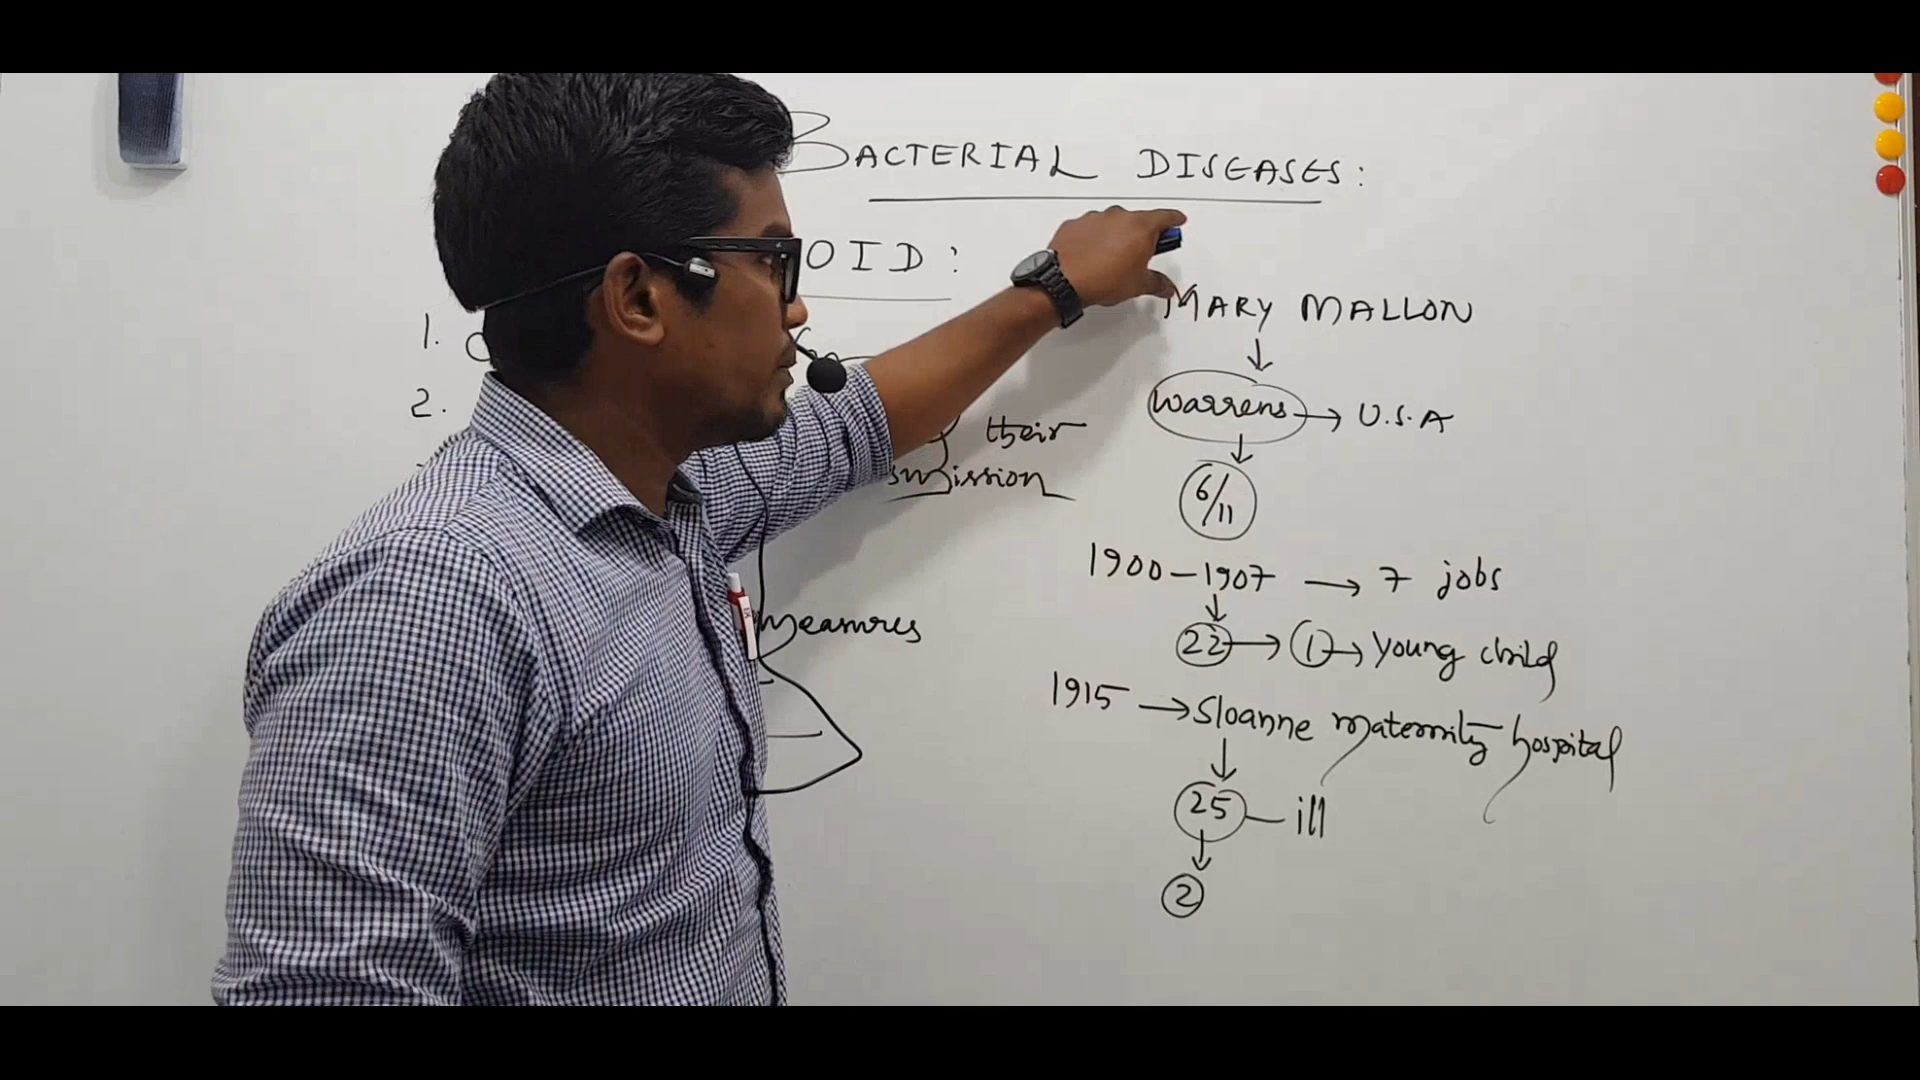 BACTERIAL DISEASES:
OID:
MARY MALLON
1.
warrens → U.S.A
2.
their
smission
6/11
1900-1907 → 7 jobs
measures
22 → 1 → Young child
1915 → Sloanne maternity hospital
25 - ill
2